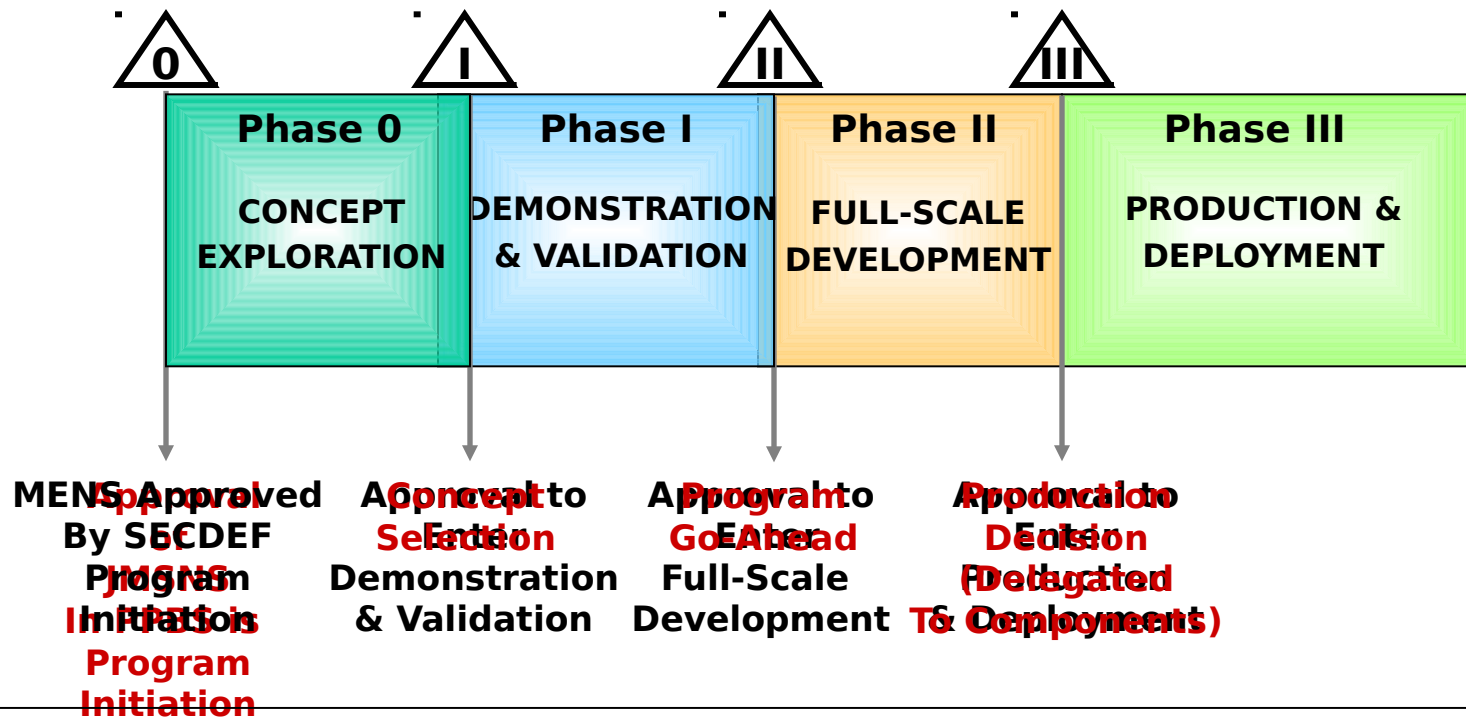 0
I
II
III
Phase 0
Phase I
Phase II
Phase III
CONCEPT
EXPLORATION
DEMONSTRATION
& VALIDATION
FULL-SCALE
DEVELOPMENT
PRODUCTION &
DEPLOYMENT
MENS Approved
By SECDEF
Program
Initiation
Approval
of
JMSNS
In PPBS is
Program
Initiation
Approval to
Enter
Demonstration
& Validation
Concept
Selection
Approval to
Enter
Full-Scale
Development
Program
Go-Ahead
Approval to
Enter
Production
& Deployment
Production
Decision
(Delegated
To Components)